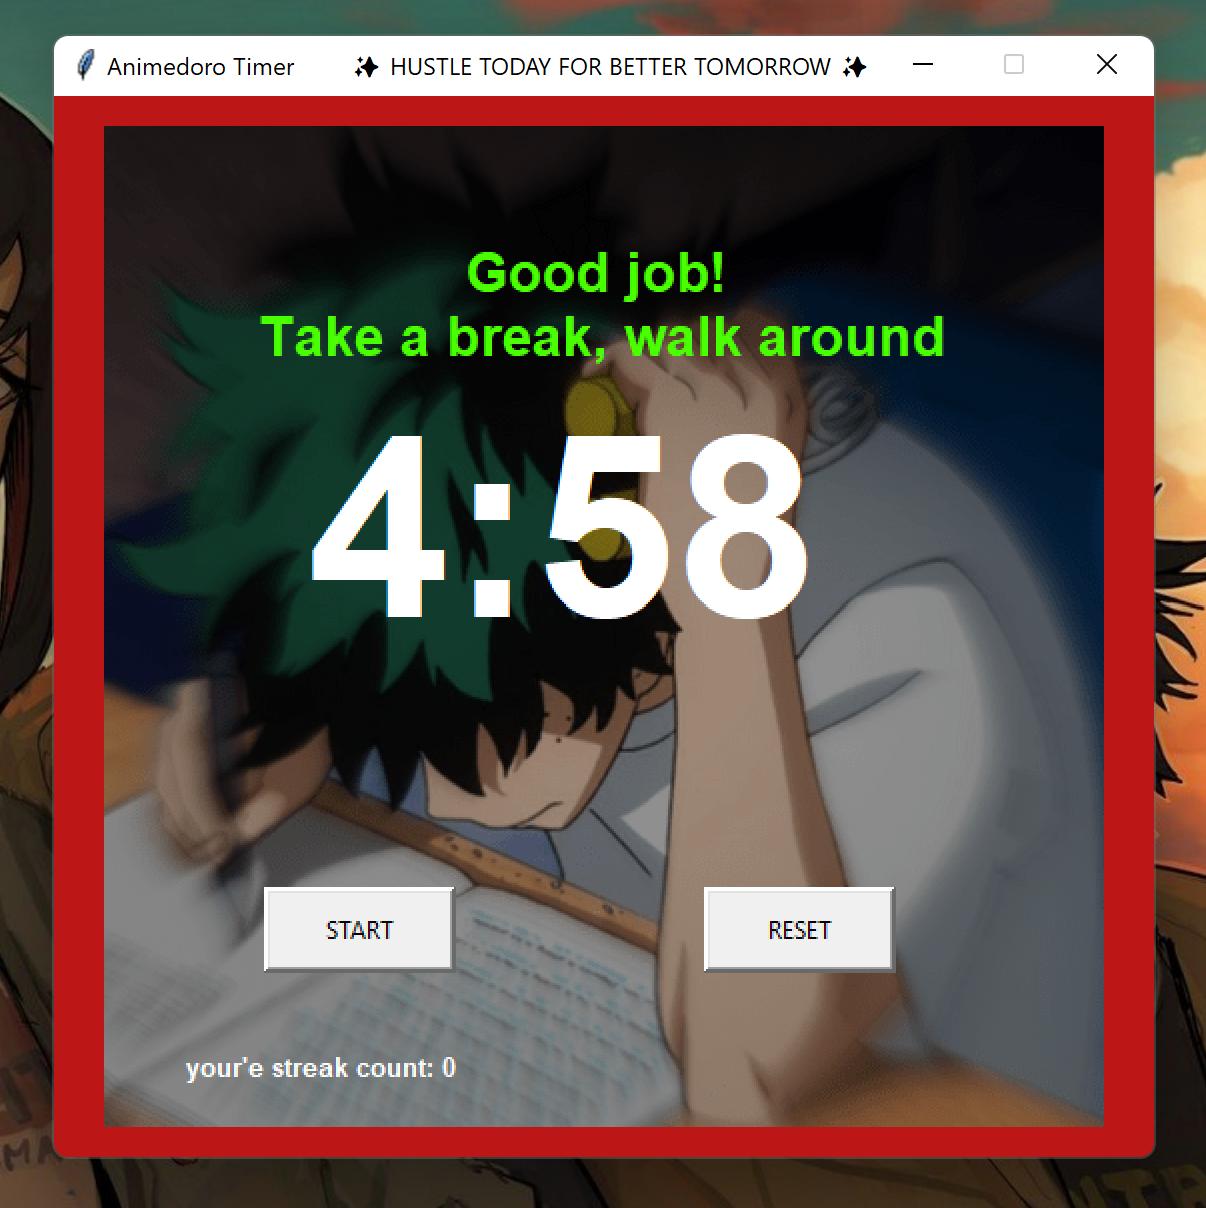 Animedoro Timer ✨ HUSTLE TODAY FOR BETTER TOMORROW ✨
Good job!
Take a break, walk around
4:58
START RESET
your'e streak count: 0